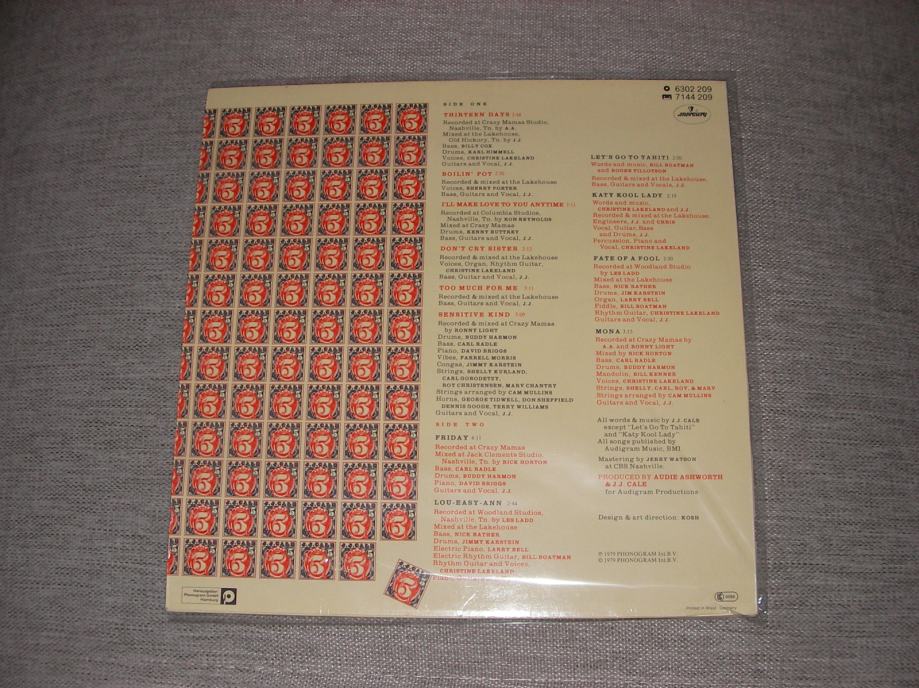 6302 209
7144 209
mercury
SIDE ONE
THIRTEEN DAYS
Recorded at Crazy Mamas Studio,
Nashville, Tn. by A.A.
Mixed at the Lakehouse,
Old Hickory, Tn. by J.J.
Bass, BILLY COX
Drums, KARL HIMMELL
Voices, CHRISTINE LAKELAND
Guitars and Vocal, J.J.
BOILIN' POT
Recorded & mixed at the Lakehouse
Voices, SHERRY PORTER
Bass, Guitars and Vocal, J.J.
I'LL MAKE LOVE TO YOU ANYTIME
Recorded at Columbia Studios,
Nashville, Tn. by RON REYNOLDS
Mixed at Crazy Mamas
Drums, KENNY BUTTREY
Bass, Guitars and Vocal, J.J.
DON'T CRY SISTER
Recorded & mixed at the Lakehouse
Voices, Organ, Rhythm Guitar,
CHRISTINE LAKELAND
Bass, Guitar and Vocal, J.J.
TOO MUCH FOR ME
Recorded & mixed at the Lakehouse
Bass, Guitars and Vocal, J.J.
SENSITIVE KIND
Recorded & mixed at Crazy Mamas
by RONNY LIGHT
Drums, BUDDY HARMON
Bass, CARL RADLE
Piano, DAVID BRIGGS
Vibes, FARRELL MORRIS
Congas, JIMMY KARSTEIN
Strings, SHELLY KURLAND,
CARL GORODETZY,
ROY CHRISTENSEN, MARY CHANTRY
Strings arranged by CAM MULLINS
Horns, GEORGE TIDWELL, DON SHEFFIELD
DENNIS GOODE, TERRY WILLIAMS
Guitars and Vocal, J.J.
SIDE TWO
FRIDAY 4:11
Recorded at Crazy Mamas
Mixed at Jack Clements Studio,
Nashville, Tn. by RICK HORTON
Bass, CARL RADLE
Drums, BUDDY HARMON
Piano, DAVID BRIGGS
Guitars and Vocal, J.J.
LOU-EASY-ANN 2:44
Recorded at Woodland Studios,
Nashville, Tn. by LES LADD
Mixed at the Lakehouse
Bass, NICK RATHER
Drums, JIMMY KARSTEIN
Electric Piano, LARRY BELL
Electric Rhythm Guitar, BILL BOATMAN
Rhythm Guitar and Voices,
CHRISTINE LAKELAND
LET'S GO TO TAHITI
Words and music, BILL BOATMAN
and ROGER TILLOTSON
Recorded & mixed at the Lakehouse.
Bass, Guitars and Vocals, J.J.
KATY KOOL LADY
Words and music,
CHRISTINE LAKELAND and J.J.
Recorded & mixed at the Lakehouse.
Engineers, J.J. and CHRIS
Vocal, Guitar, Bass
and Drums, J.J.
Percussion, Piano and
Vocal, CHRISTINE LAKELAND
FATE OF A FOOL
Recorded at Woodland Studio
by LES LADD
Mixed at the Lakehouse
Bass, NICK RATHER
Drums, JIM KARSTEIN
Organ, LARRY BELL
Fiddle, BILL BOATMAN
Rhythm Guitar, CHRISTINE LAKELAND
Guitars and Vocal, J.J.
MONA
Recorded at Crazy Mamas by
A.A. and RONNY LIGHT
Mixed by RICK HORTON
Bass, CARL RADLE
Drums, BUDDY HARMON
Mandolin, BILL KENNER
Voices, CHRISTINE LAKELAND
Strings, SHELLY, CARL, ROY, & MARY
Strings arranged by CAM MULLINS
Guitars and Vocal, J.J.
All words & music by J.J. CALE
except "Let's Go To Tahiti"
and "Katy Kool Lady"
All songs published by
Audigram Music, BMI
Mastering by JERRY WATSON
at CBS Nashville.
PRODUCED BY AUDIE ASHWORTH
& J.J. CALE
for Audigram Productions
Design & art direction: KOSH
℗ 1979 PHONOGRAM Int.B.V.
© 1979 PHONOGRAM Int.B.V.
Herausgeber:
Phonogram GmbH
Hamburg
5